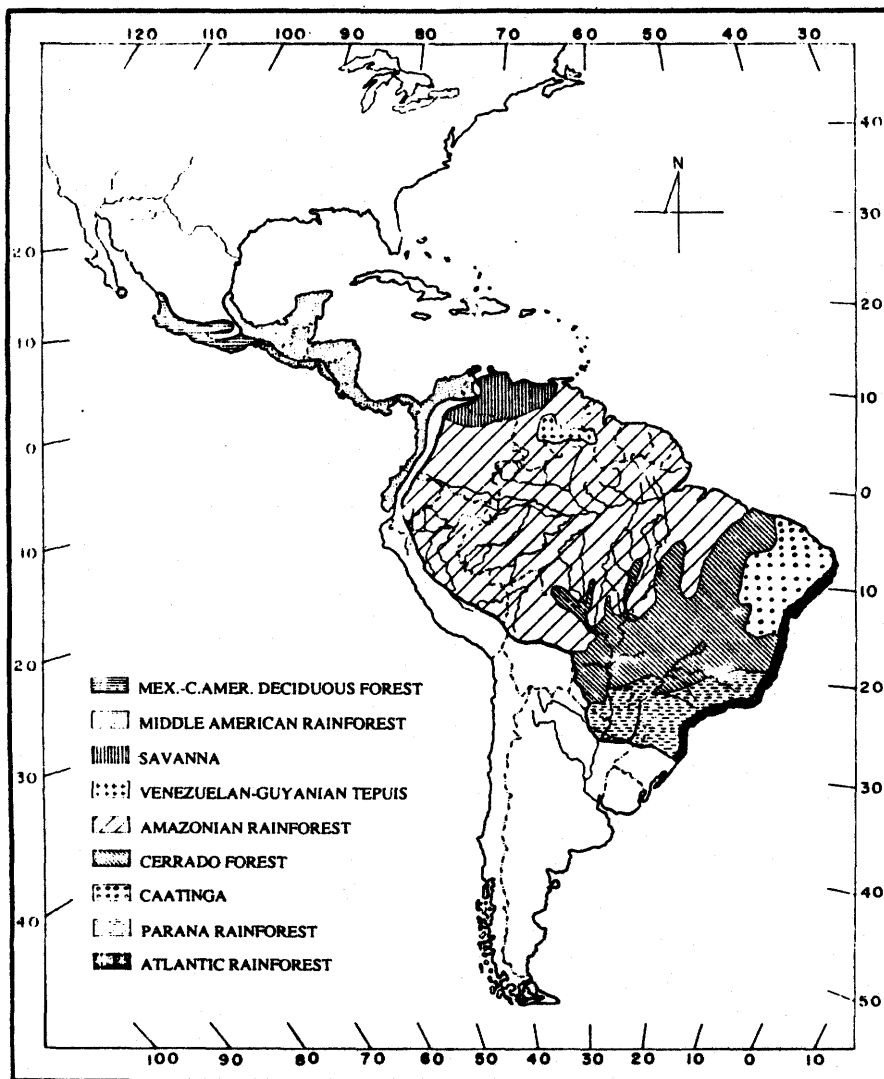 120 110 100 90 80 70 60 50 40 30
40
N
30
20
20
10
10
0
0
10
10
20
20
30
30
40
40
50
MEX.-C.AMER. DECIDUOUS FOREST
MIDDLE AMERICAN RAINFOREST
SAVANNA
VENEZUELAN-GUYANIAN TEPUIS
AMAZONIAN RAINFOREST
CERRADO FOREST
CAATINGA
PARANA RAINFOREST
ATLANTIC RAINFOREST
100 90 80 70 60 50 40 30 20 10 0 10